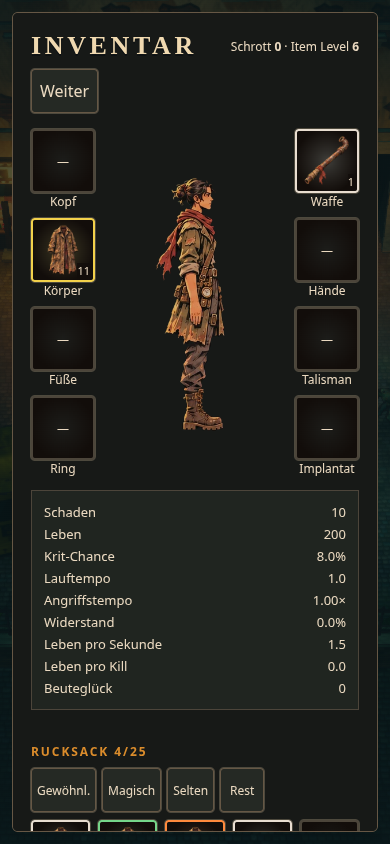 INVENTAR
Schrott 0 · Item Level 6
Weiter
—
Kopf
1
Waffe
11
Körper
—
Hände
—
Füße
—
Talisman
—
Ring
—
Implantat
Schaden 10
Leben 200
Krit-Chance 8.0%
Lauftempo 1.0
Angriffstempo 1.00×
Widerstand 0.0%
Leben pro Sekunde 1.5
Leben pro Kill 0.0
Beuteglück 0
RUCKSACK 4/25
Gewöhnl. Magisch Selten Rest